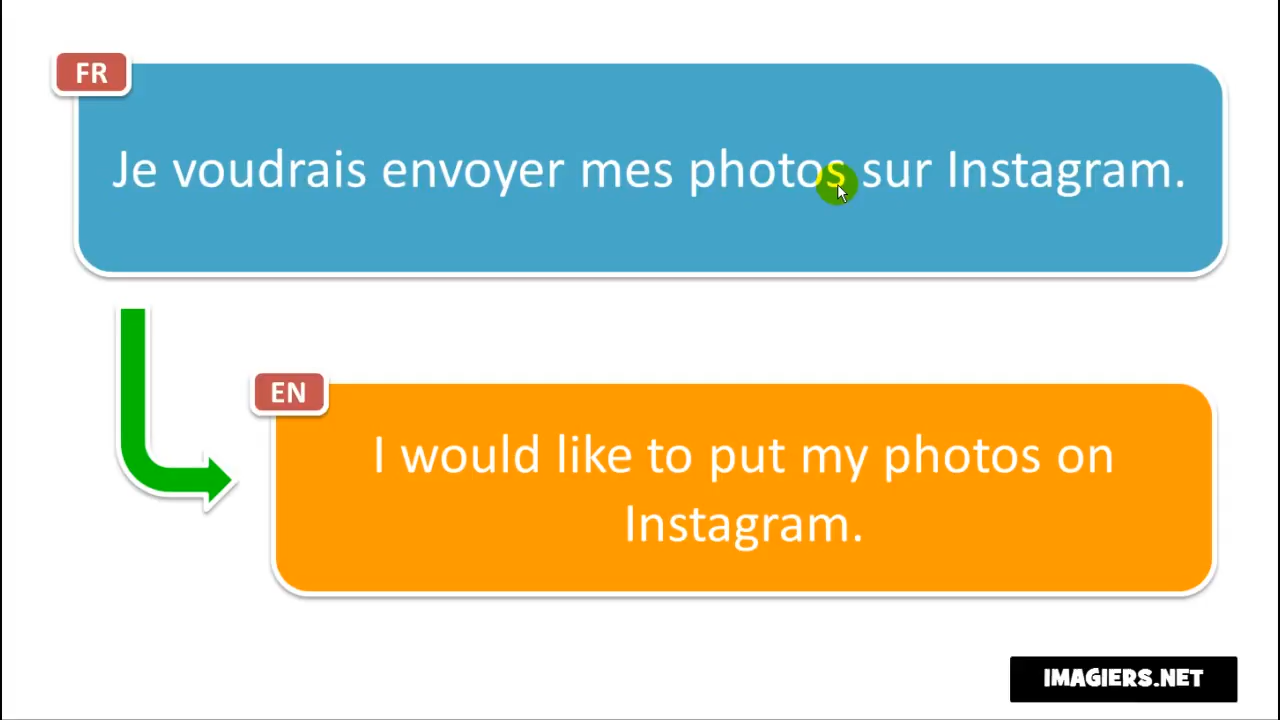 FR
Je voudrais envoyer mes photos sur Instagram.
EN
I would like to put my photos on
Instagram.
IMAGIERS.NET